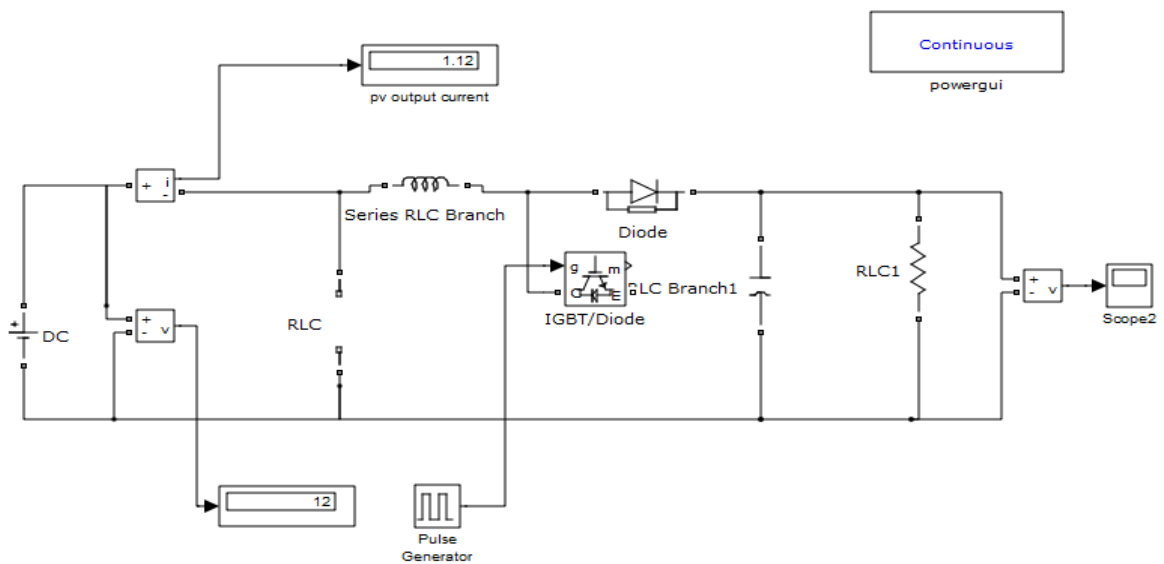 Continuous
powergui
1.12
pv output current
+ i -
Series RLC Branch
Diode
g m
C E
LC Branch1
IGBT/Diode
RLC
RLC1
+ - v
Scope2
+
DC
+ - v
12
Pulse
Generator